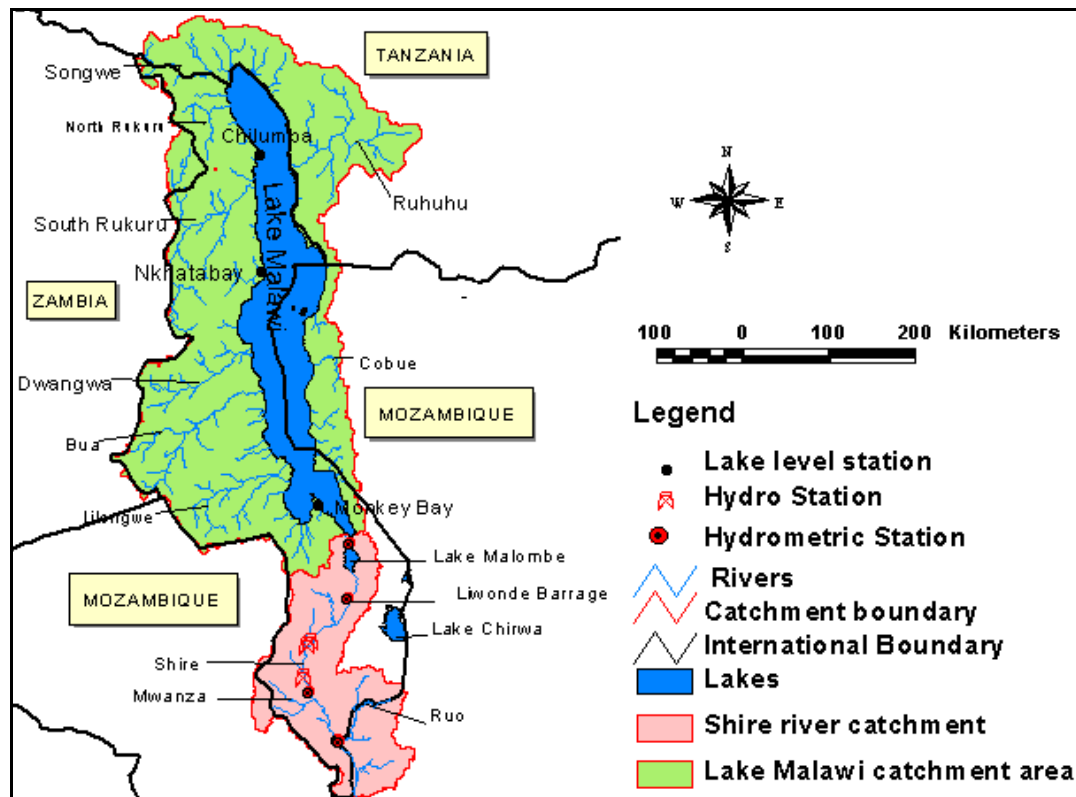 TANZANIA
Songwe
North Rukuru
Chilumba
Ruhuhu
South Rukuru
Lake Malawi
Nkhatabay
ZAMBIA
Cobue
Dwangwa
MOZAMBIQUE
Bua
Lilongwe
Monkey Bay
Lake Malombe
MOZAMBIQUE
Liwonde Barrage
Lake Chirwa
Shire
Mwanza
Ruo
N
W
E
S
100 0 100 200 Kilometers
Legend
Lake level station
Hydro Station
Hydrometric Station
Rivers
Catchment boundary
International Boundary
Lakes
Shire river catchment
Lake Malawi catchment area